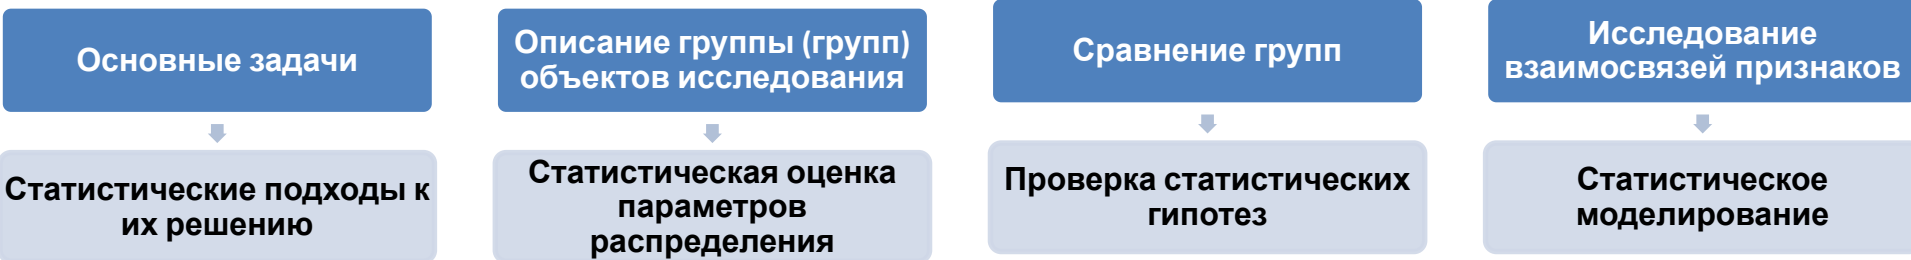 Основные задачи
Статистические подходы к
их решению
Описание группы (групп)
объектов исследования
Статистическая оценка
параметров
распределения
Сравнение групп
Проверка статистических
гипотез
Исследование
взаимосвязей признаков
Статистическое
моделирование